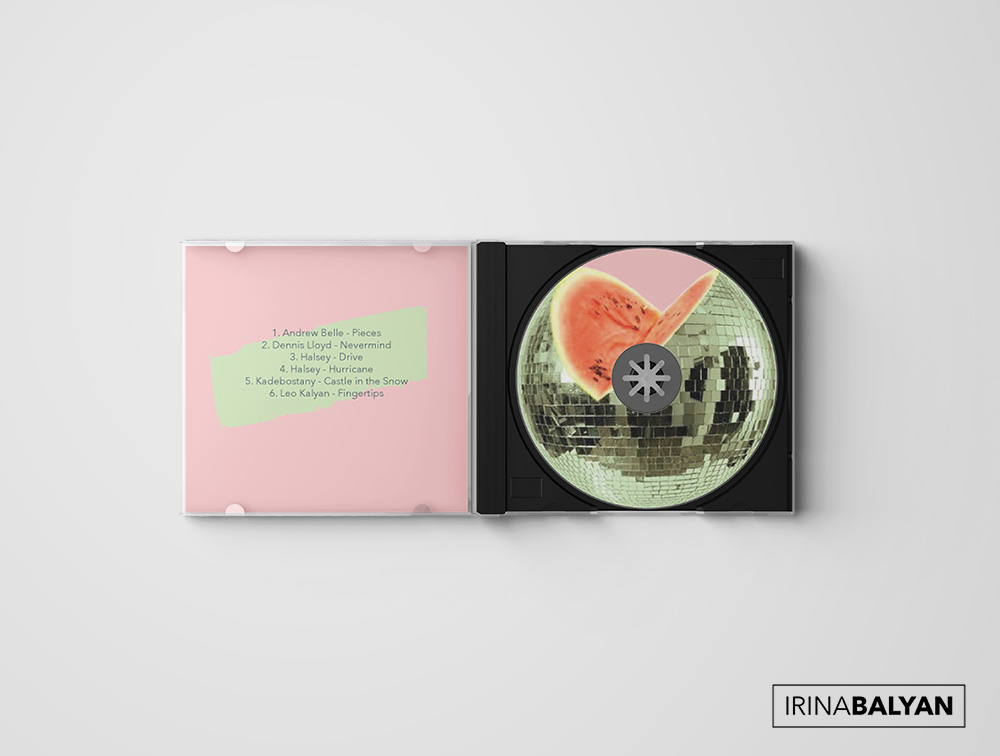 1. Andrew Belle - Pieces
2. Dennis Lloyd - Nevermind
3. Halsey - Drive
4. Halsey - Hurricane
5. Kadebostany - Castle in the Snow
6. Leo Kalyan - Fingertips
IRINABALYAN